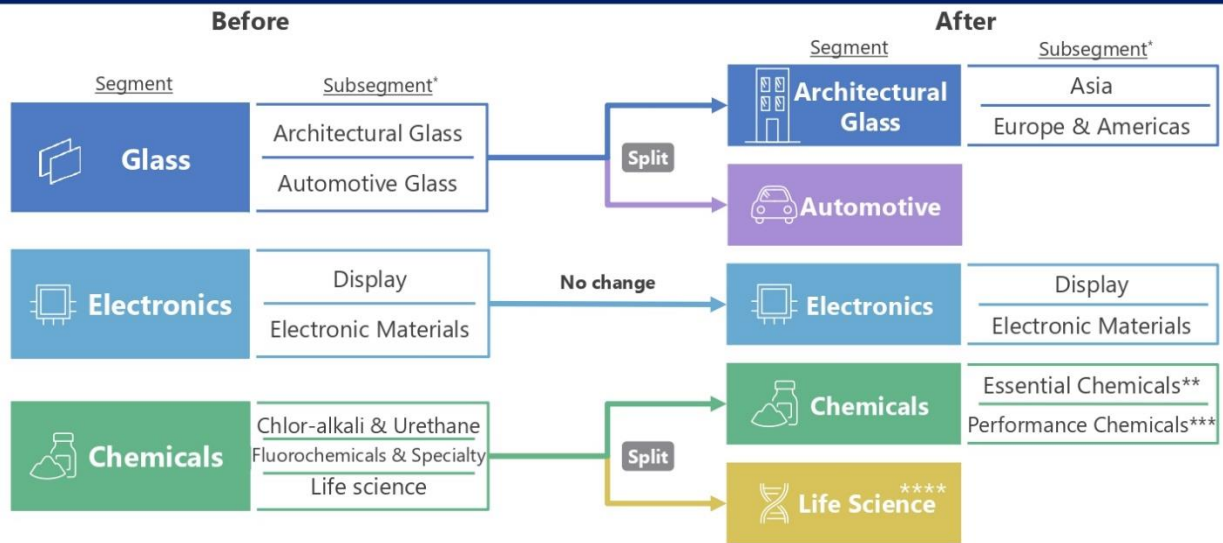 Before
After
Segment
Subsegment*
Segment
Subsegment*
Glass
Architectural Glass
Automotive Glass
Split
Architectural
Glass
Asia
Europe & Americas
Automotive
Electronics
Display
Electronic Materials
No change
Electronics
Display
Electronic Materials
Chemicals
Chlor-alkali & Urethane
Fluorochemicals & Specialty
Life science
Split
Chemicals
Essential Chemicals**
Performance Chemicals***
Life Science****